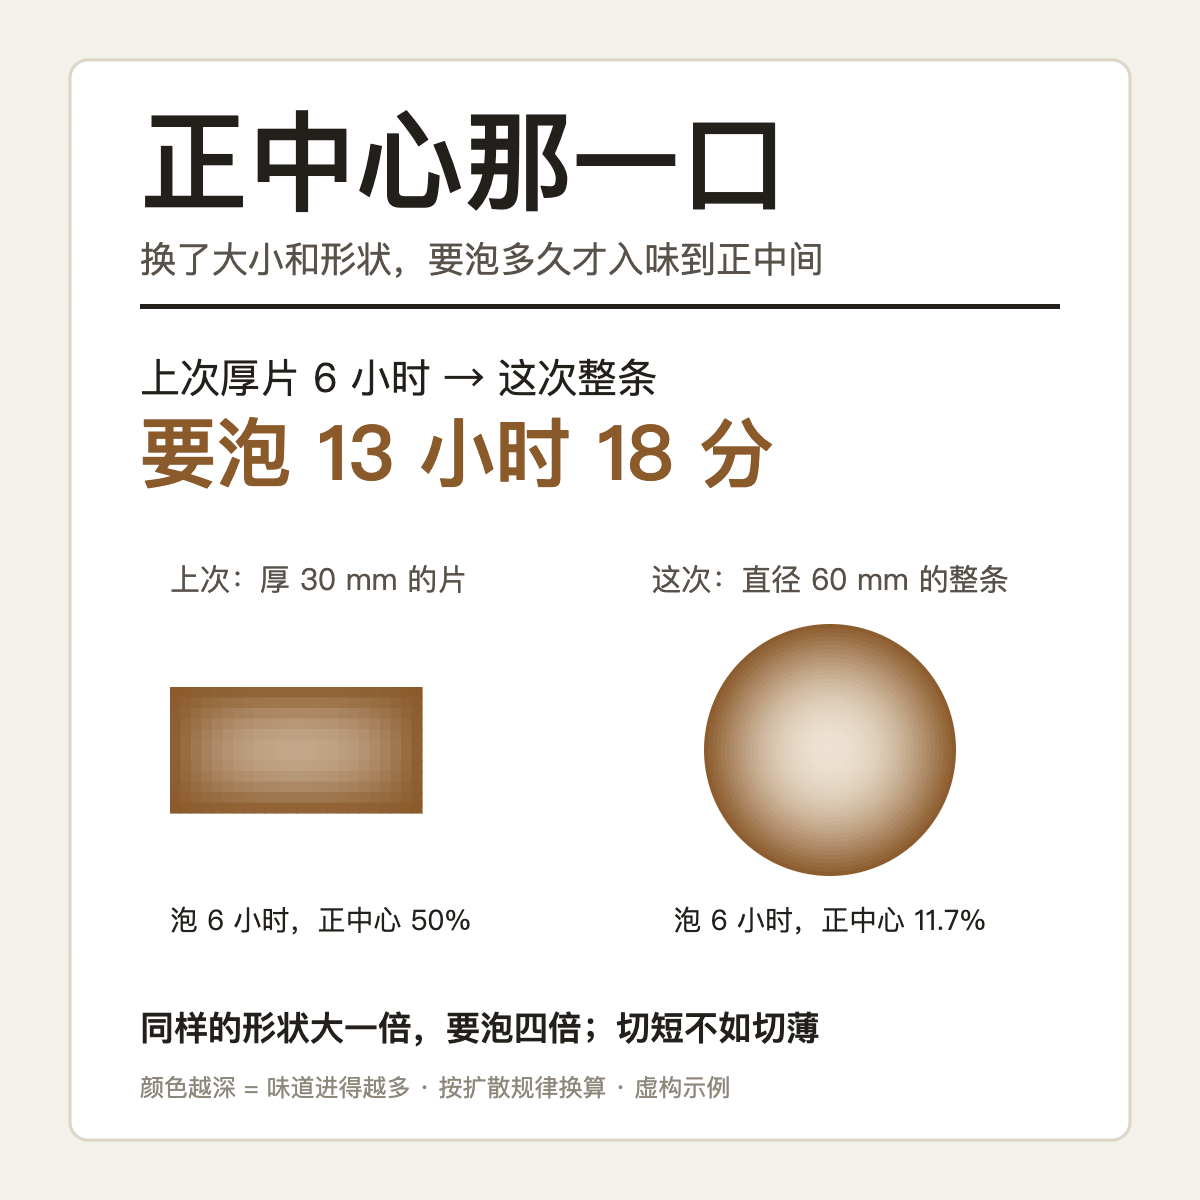 正中心那一口
换了大小和形状，要泡多久才入味到正中间
上次厚片 6 小时 → 这次整条
要泡 13 小时 18 分
上次：厚 30 mm 的片
这次：直径 60 mm 的整条
泡 6 小时，正中心 50%
泡 6 小时，正中心 11.7%
同样的形状大一倍，要泡四倍；切短不如切薄
颜色越深 = 味道进得越多 · 按扩散规律换算 · 虚构示例